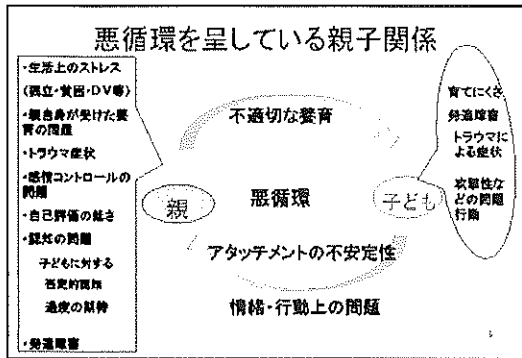 悪循環を呈している親子関係
・生活上のストレス
(孤立・貧困・DV等)
・親自身が受けた養
育の問題
・トラウマ症状
・感情コントロールの
問題
・自己評価の低さ
・認知の問題
子どもに対する
否定的認知
過度の期待
・発達障害
不適切な養育
親
悪循環
子ども
アタッチメントの不安定性
情緒・行動上の問題
育てにくさ
発達障害
トラウマに
よる症状
攻撃性な
どの問題
行動